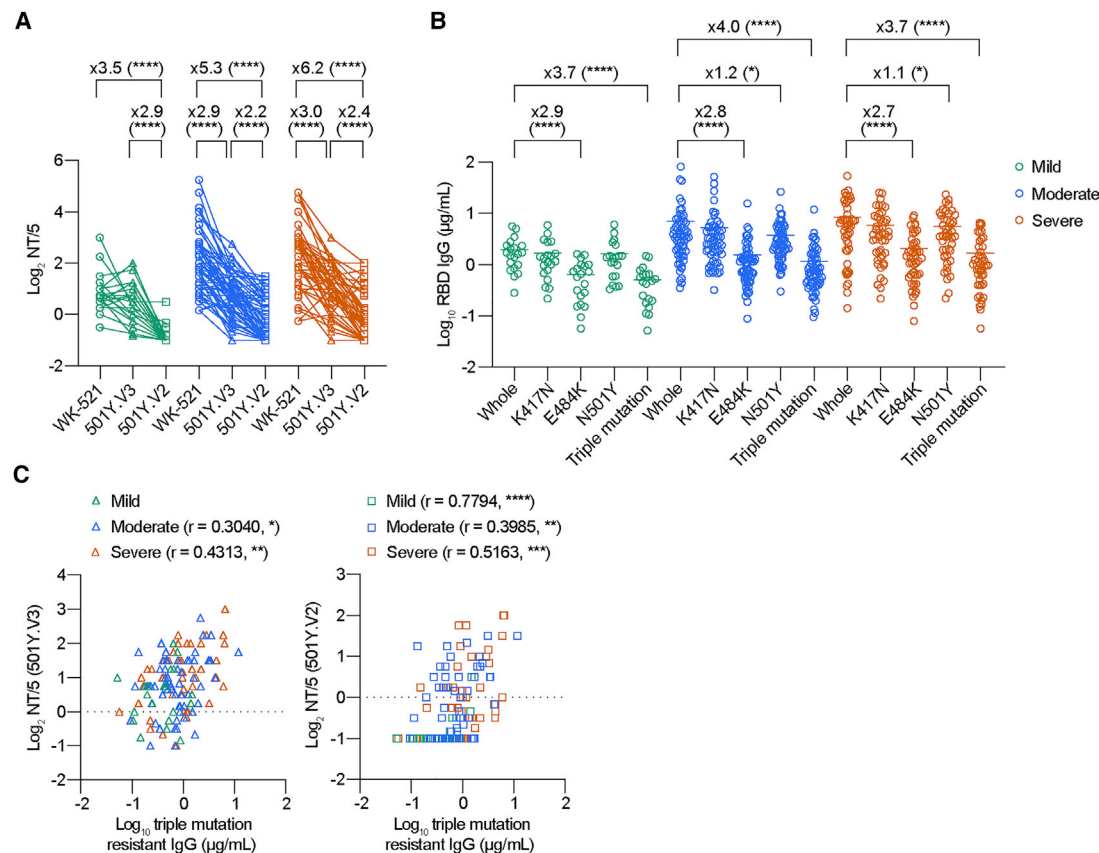 A
x3.5 (****)
x2.9
(****)
x5.3 (****)
x2.9
(****)
x2.2
(****)
x6.2 (****)
x3.0
(****)
x2.4
(****)
Log2 NT/5
6
4
2
0
-2
WK-521
501Y.V3
501Y.V2
WK-521
501Y.V3
501Y.V2
WK-521
501Y.V3
501Y.V2
B
x3.7 (****)
x2.9
(****)
x4.0 (****)
x1.2 (*)
x2.8
(****)
x3.7 (****)
x1.1 (*)
x2.7
(****)
Log10 RBD IgG (µg/mL)
2
1
0
-1
-2
Whole
K417N
E484K
N501Y
Triple mutation
Whole
K417N
E484K
N501Y
Triple mutation
Whole
K417N
E484K
N501Y
Triple mutation
Mild
Moderate
Severe
C
Mild
Moderate (r = 0.3040, *)
Severe (r = 0.4313, **)
Log2 NT/5 (501Y.V3)
4
3
2
1
0
-1
-2
-2
-1
0
1
2
Log10 triple mutation
resistant IgG (µg/mL)
Mild (r = 0.7794, ****)
Moderate (r = 0.3985, **)
Severe (r = 0.5163, ***)
Log2 NT/5 (501Y.V2)
3
2
1
0
-1
-2
-2
-1
0
1
2
Log10 triple mutation
resistant IgG (µg/mL)